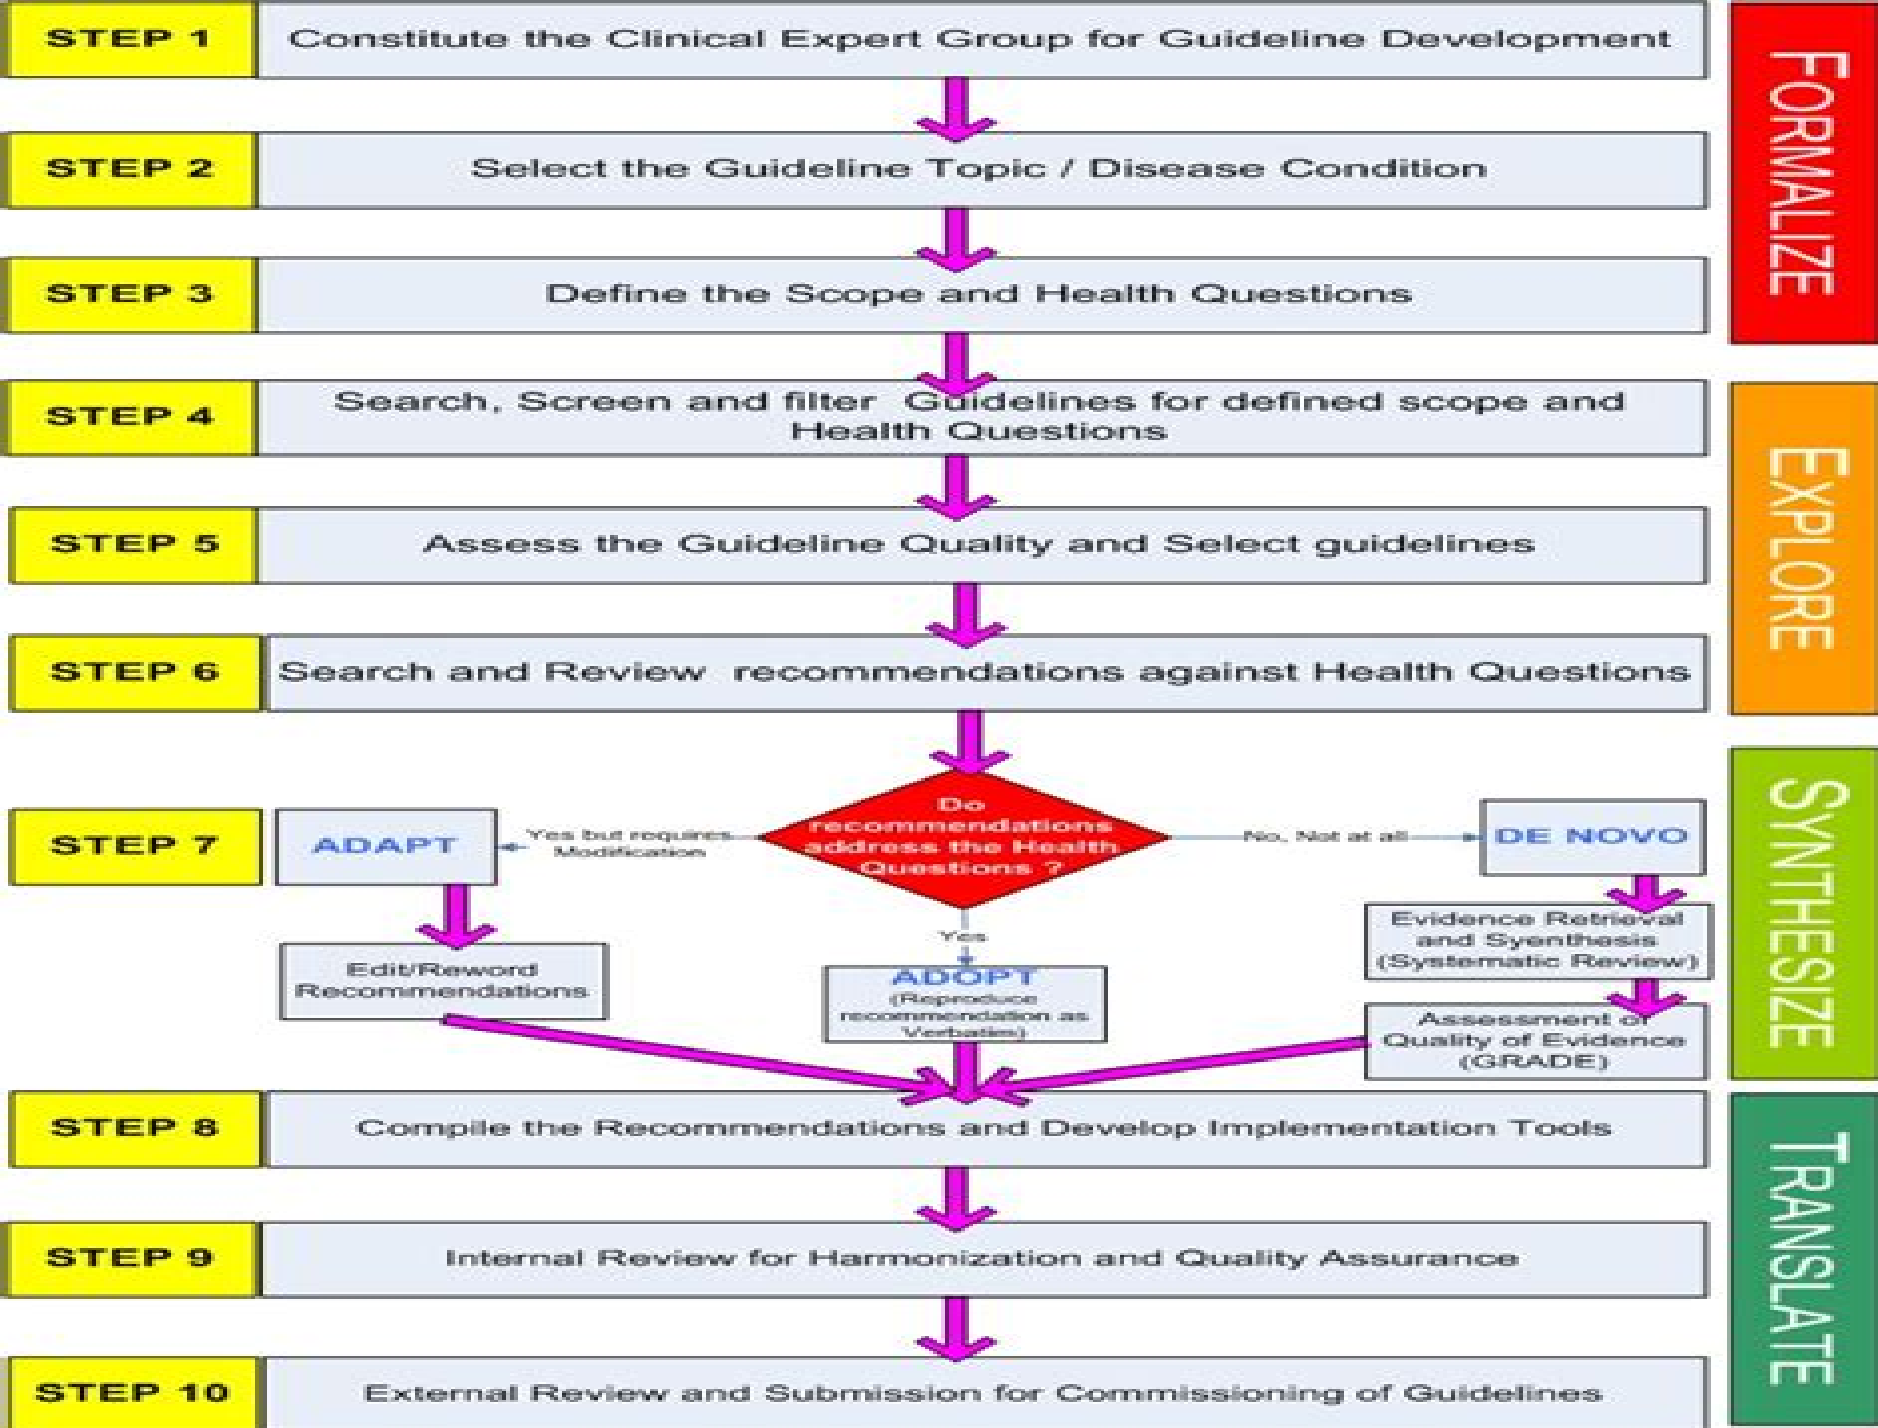 STEP 1
Constitute the Clinical Expert Group for Guideline Development
STEP 2
Select the Guideline Topic / Disease Condition
STEP 3
Define the Scope and Health Questions
FORMALIZE
STEP 4
Search, Screen and filter Guidelines for defined scope and
Health Questions
STEP 5
Assess the Guideline Quality and Select guidelines
STEP 6
Search and Review recommendations against Health Questions
EXPLORE
STEP 7
Do
recommendations
address the Health
Questions ?
Yes but requires
Modification
ADAPT
Edit/Reword
Recommendations
Yes
ADOPT
(Reproduce
recommendation as
Verbatim)
No, Not at all
DE NOVO
Evidence Retrieval
and Syenthesis
(Systematic Review)
Assessment of
Quality of Evidence
(GRADE)
SYNTHESIZE
STEP 8
Compile the Recommendations and Develop Implementation Tools
STEP 9
Internal Review for Harmonization and Quality Assurance
STEP 10
External Review and Submission for Commissioning of Guidelines
TRANSLATE